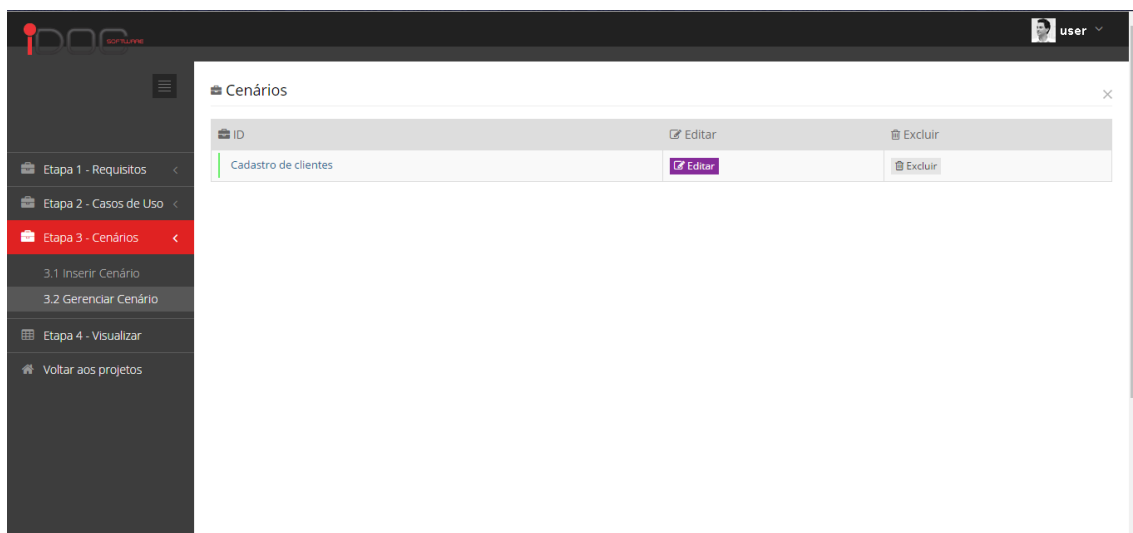 iDOC SOFTWARE
user
Cenários
ID Editar Excluir
Cadastro de clientes Editar Excluir
Etapa 1 - Requisitos
Etapa 2 - Casos de Uso
Etapa 3 - Cenários
3.1 Inserir Cenário
3.2 Gerenciar Cenário
Etapa 4 - Visualizar
Voltar aos projetos